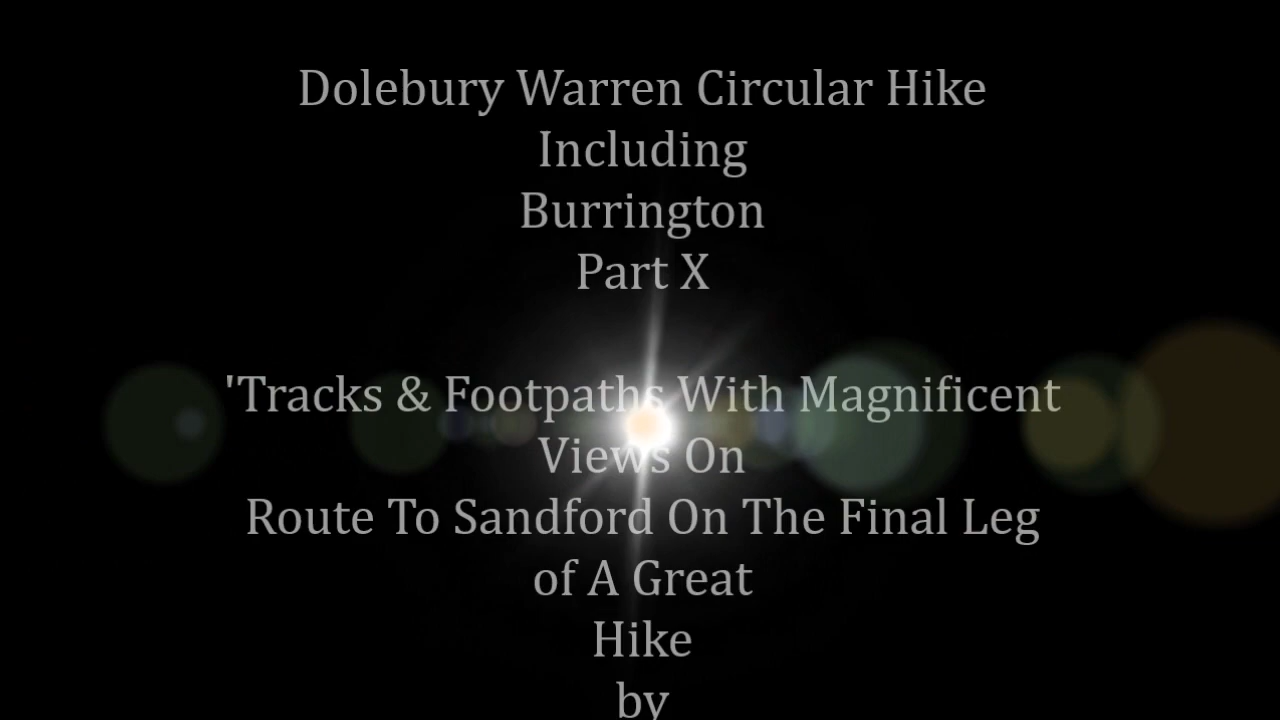 Dolebury Warren Circular Hike
Including
Burrington
Part X
'Tracks & Footpaths With Magnificent
Views On
Route To Sandford On The Final Leg
of A Great
Hike
by